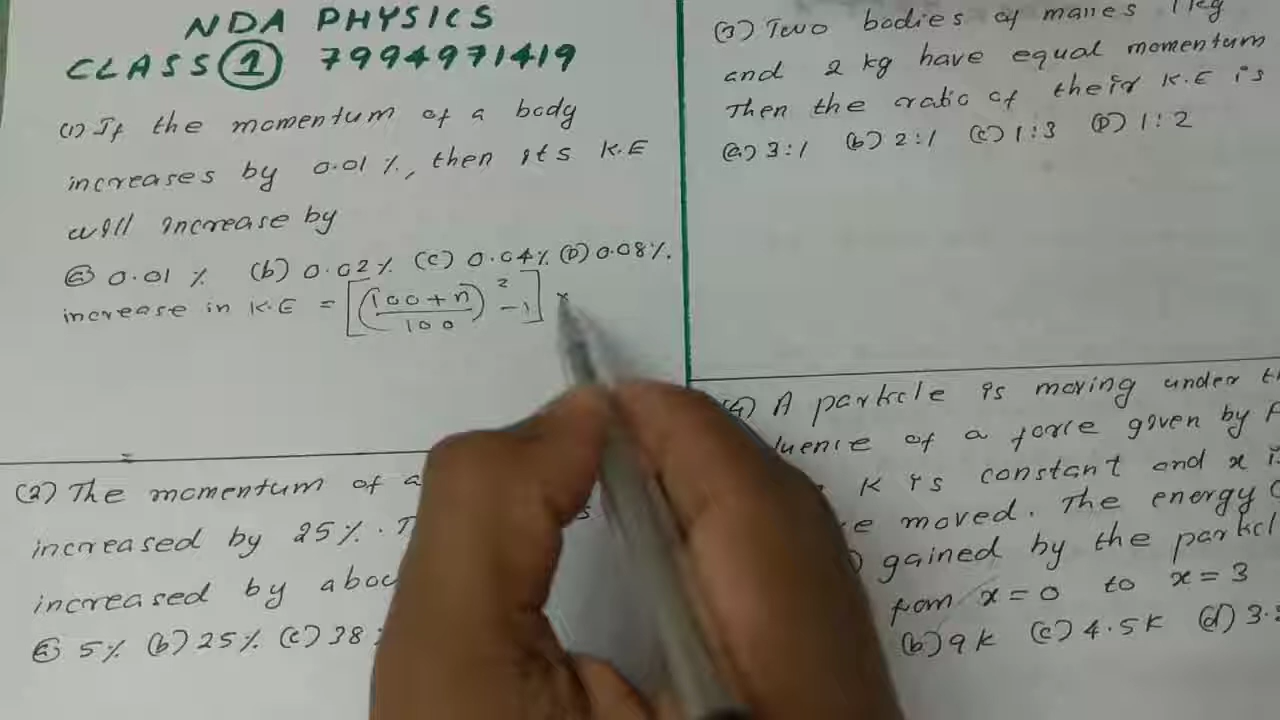 NDA PHYSICS
CLASS 1 7994971419
(1) If the momentum of a body
increases by 0.01 %, then its K.E
will increase by
(a) 0.01 % (b) 0.02% (c) 0.04% (D) 0.08%.
increase in K.E = [((100+n)/100)² -1] ×
(2) The momentum of a
increased by 25%.
increased by
(a) 5% (b) 25% (c) 38
(3) Two bodies of masses 1kg
and 2 kg have equal momentum
Then the ratio of their K.E is
(a) 3:1 (b) 2:1 (c) 1:3 (D) 1:2
(4) A particle is moving under
of a force given by F
K is constant and x
moved. The energy
gained by the
from x=0 to x=3
(b) 9K (c) 4.5K (d) 3.